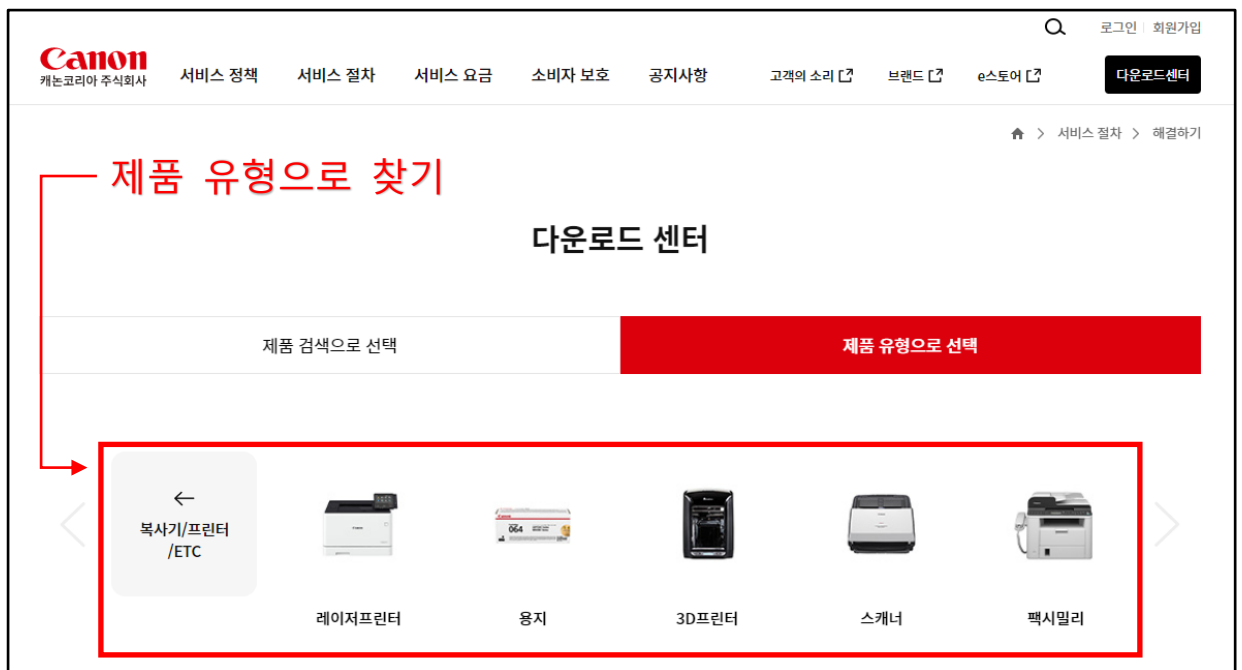 로그인 회원가입
Canon
캐논코리아 주식회사
서비스 정책 서비스 절차 서비스 요금 소비자 보호 공지사항 고객의 소리 브랜드 e스토어 다운로드센터
> 서비스 절차 > 해결하기
제품 유형으로 찾기
다운로드 센터
제품 검색으로 선택 제품 유형으로 선택
←
복사기/프린터
/ETC
Canon
064
레이저프린터 용지 3D프린터 스캐너 팩시밀리